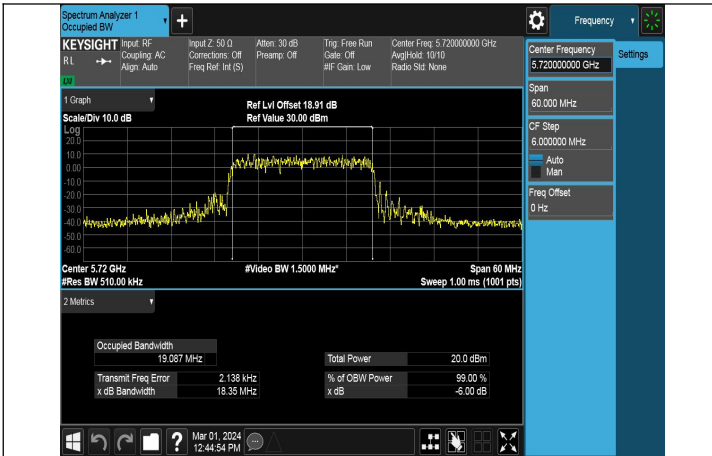 Spectrum Analyzer 1
Occupied BW
+
Frequency
KEYSIGHT
R L
LXI
Input: RF
Coupling: AC
Align: Auto
Input Z: 50 Ω
Corrections: Off
Freq Ref: Int (S)
Atten: 30 dB
Preamp: Off
Trig: Free Run
Gate: Off
#IF Gain: Low
Center Freq: 5.720000000 GHz
Avg|Hold: 10/10
Radio Std: None
Center Frequency
5.720000000 GHz
Settings
Span
60.000 MHz
CF Step
6.000000 MHz
Auto
Man
Freq Offset
0 Hz
1 Graph
Scale/Div 10.0 dB
Ref Lvl Offset 18.91 dB
Ref Value 30.00 dBm
Log
20.0
10.0
0.00
-10.0
-20.0
-30.0
-40.0
-50.0
-60.0
Center 5.72 GHz
#Res BW 510.00 kHz
#Video BW 1.5000 MHz*
Span 60 MHz
Sweep 1.00 ms (1001 pts)
2 Metrics
Occupied Bandwidth
19.087 MHz
Total Power 20.0 dBm
Transmit Freq Error 2.138 kHz
% of OBW Power 99.00 %
x dB Bandwidth 18.35 MHz
x dB -6.00 dB
?
Mar 01, 2024
12:44:54 PM